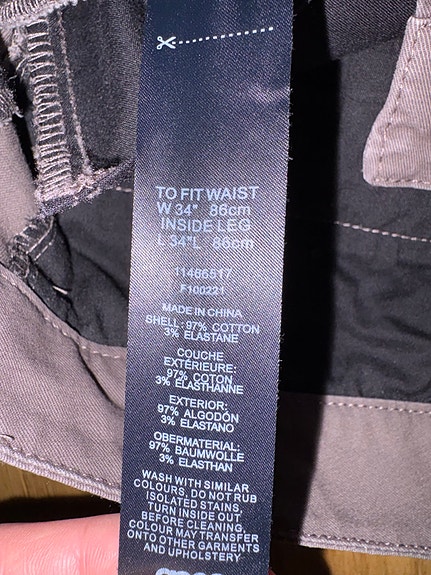 TO FIT WAIST
W 34" 86cm
INSIDE LEG
L 34"L 86cm
11466517
F100221
MADE IN CHINA
SHELL: 97% COTTON
3% ELASTANE
COUCHE
EXTÉRIEURE:
97% COTON
3% ELASTHANNE
EXTERIOR:
97% ALGODÓN
3% ELASTANO
OBERMATERIAL:
97% BAUMWOLLE
3% ELASTHAN
WASH WITH SIMILAR
COLOURS, DO NOT RUB
ISOLATED STAINS,
TURN INSIDE OUT
BEFORE CLEANING,
COLOUR MAY TRANSFER
ONTO OTHER GARMENTS
AND UPHOLSTERY